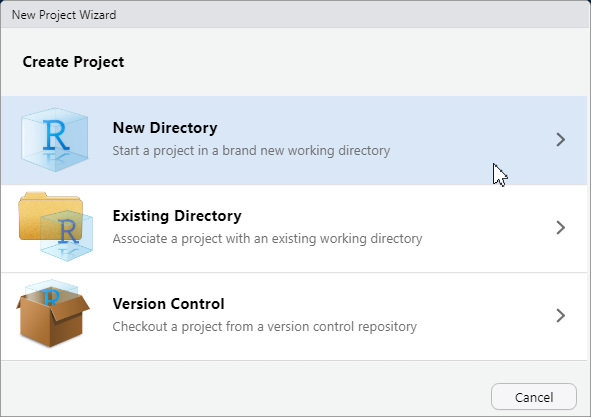 New Project Wizard
Create Project
R
New Directory
Start a project in a brand new working directory
R
Existing Directory
Associate a project with an existing working directory
R
Version Control
Checkout a project from a version control repository
Cancel